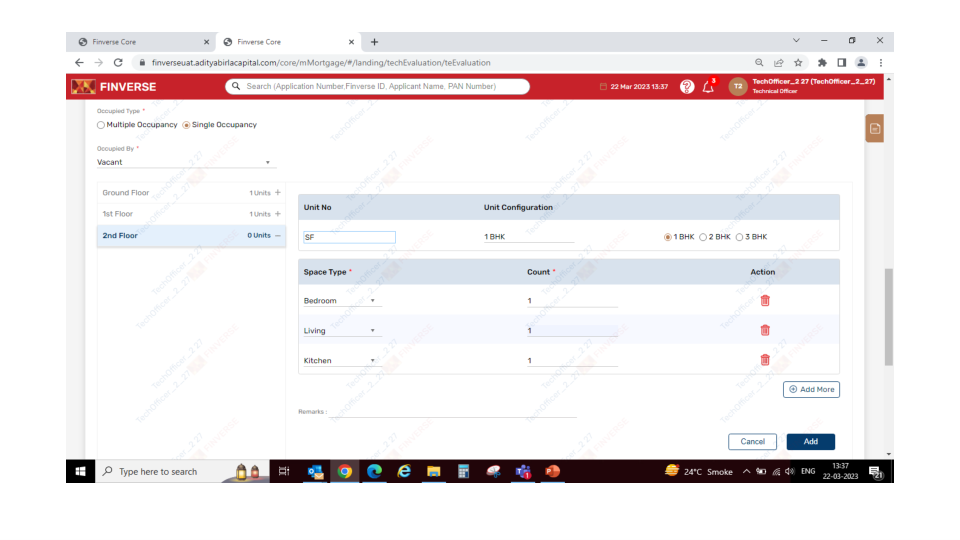 Finverse Core
Finverse Core
finverseuat.adityabirlacapital.com/core/mMortgage/#/landing/techEvaluation/teEvaluation
FINVERSE
Search (Application Number,Finverse ID, Applicant Name, PAN Number)
22 Mar 2023 13:37
3
T2
TechOfficer_2 27 (TechOfficer_2_27)
Technical Officer
Occupied Type *
Multiple Occupancy Single Occupancy
Occupied By *
Vacant
Ground Floor 1 Units +
1st Floor 1 Units +
2nd Floor 0 Units –
Unit No Unit Configuration
SF 1 BHK 1 BHK 2 BHK 3 BHK
Space Type * Count * Action
Bedroom 1
Living 1
Kitchen 1
Add More
Remarks :
Cancel Add
Type here to search
24°C Smoke
ENG
13:37
22-03-2023
21